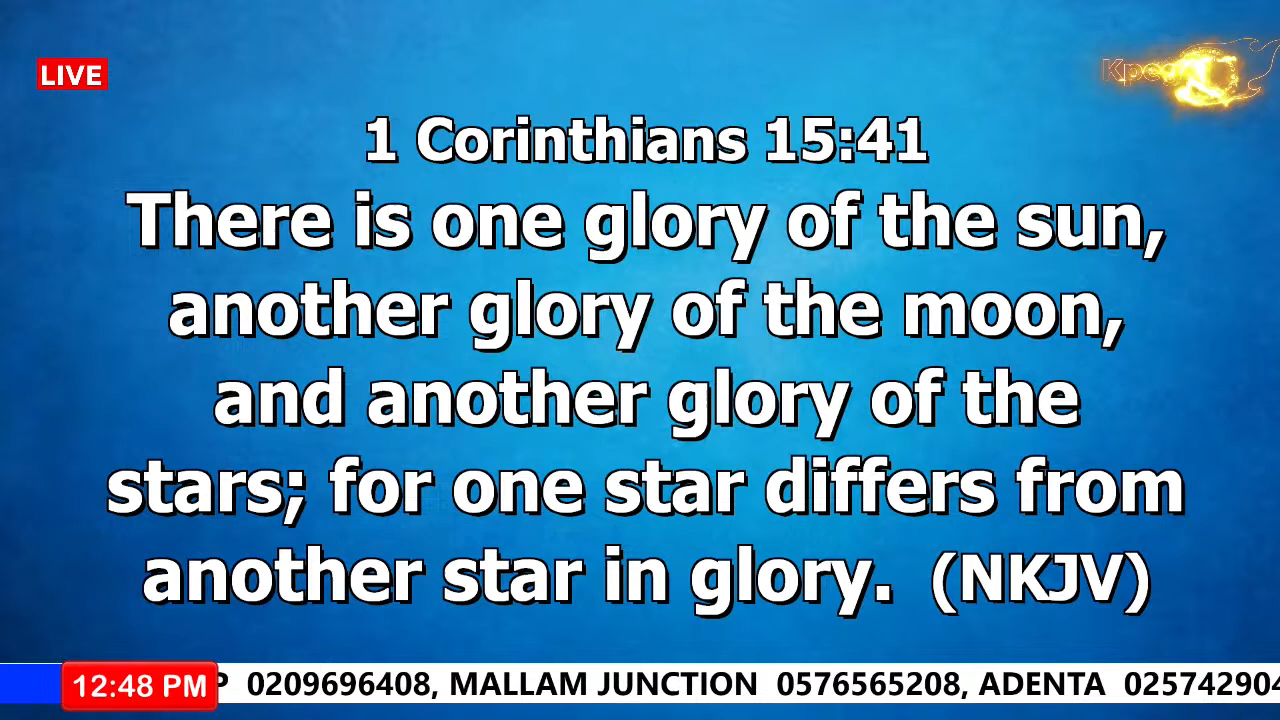 LIVE
1 Corinthians 15:41
There is one glory of the sun,
another glory of the moon,
and another glory of the
stars; for one star differs from
another star in glory. (NKJV)
12:48 PM P 0209696408, MALLAM JUNCTION 0576565208, ADENTA 025742904